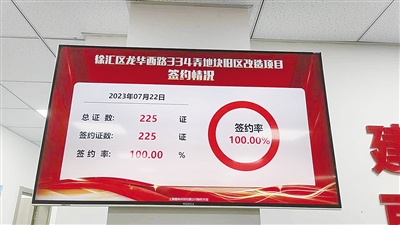 徐汇区龙华西路334弄地块旧区改造项目
签约情况
2023年07月22日
总 证 数: 225 证
签约证数: 225 证
签 约 率: 100.00 %
签约率
100.00%
建